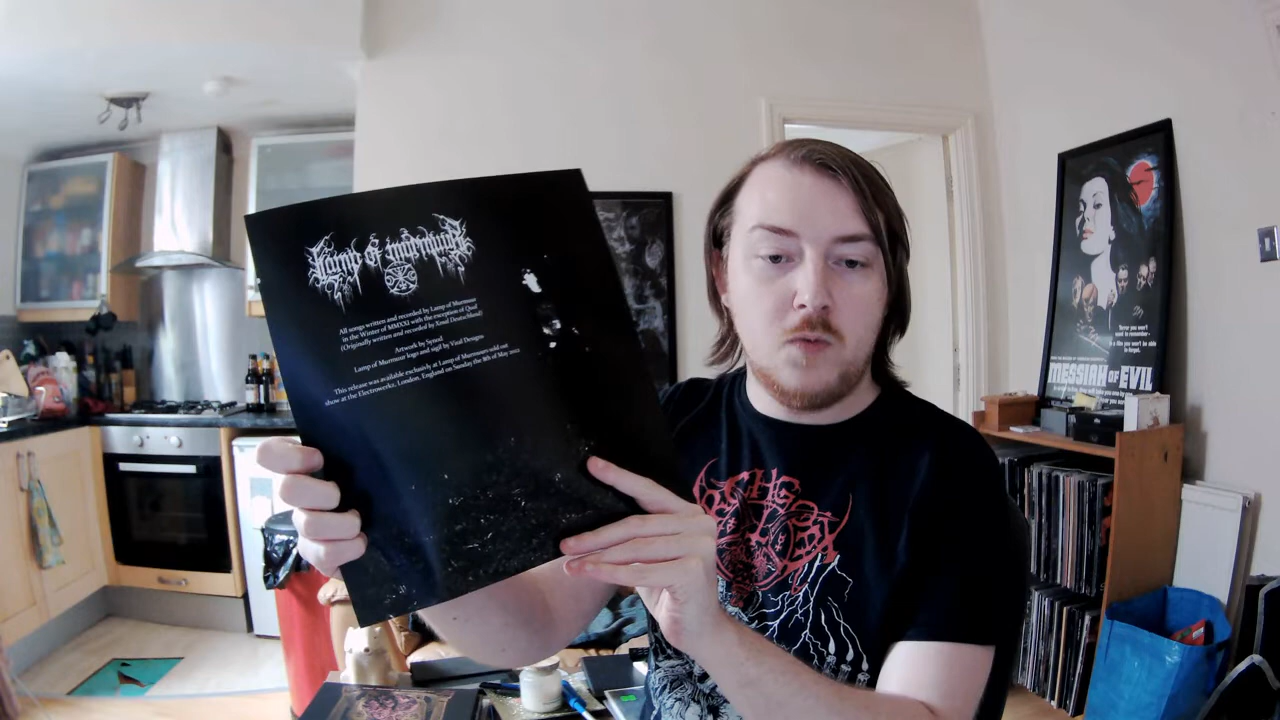 Lamp of Murmuur
All songs written and recorded by Lamp of Murmuur
in the Winter of MMXXI with the exception of Qual
(Originally written and recorded by Xmal Deutschland)
Artwork by Synod
Lamp of Murmuur logo and sigil by Vital Designs
This release was available exclusively at Lamp of Murmuurs sold out
show at the Electrowerkz, London, England on Sunday the 8th of May 2022
MESSIAH OF EVIL